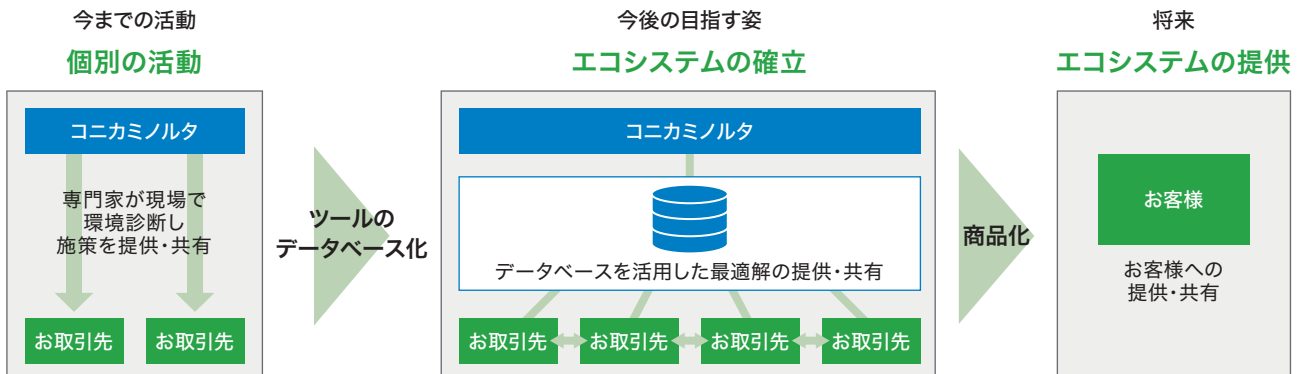 今までの活動
個別の活動
コニカミノルタ
専門家が現場で
環境診断し
施策を提供・共有
お取引先
お取引先
ツールの
データベース化
今後の目指す姿
エコシステムの確立
コニカミノルタ
データベースを活用した最適解の提供・共有
お取引先
お取引先
お取引先
お取引先
商品化
将来
エコシステムの提供
お客様
お客様への
提供・共有